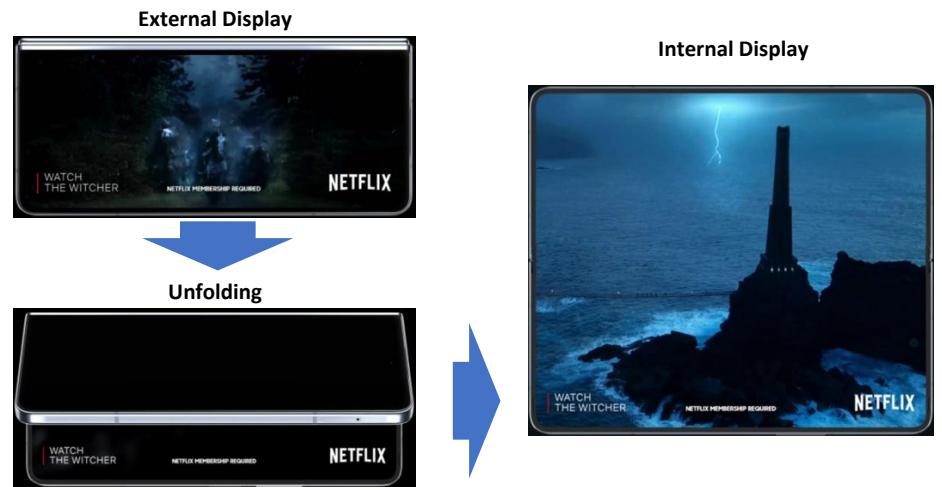 External Display
WATCH
THE WITCHER
NETFLIX MEMBERSHIP REQUIRED
NETFLIX
Unfolding
WATCH
THE WITCHER
NETFLIX MEMBERSHIP REQUIRED
NETFLIX
Internal Display
WATCH
THE WITCHER
NETFLIX MEMBERSHIP REQUIRED
NETFLIX